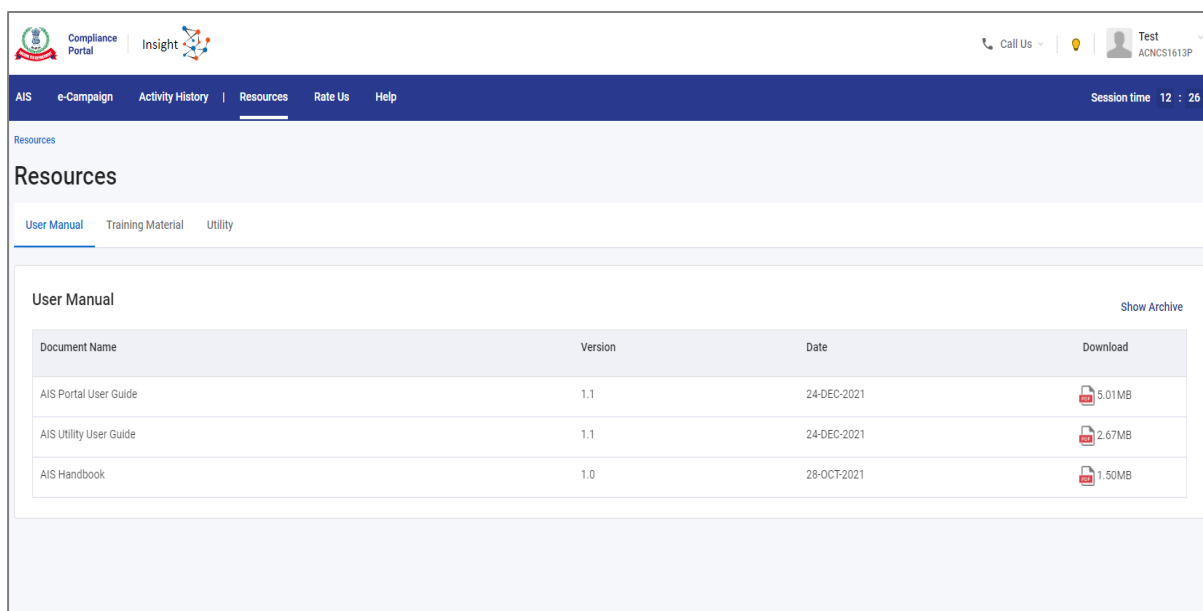 Compliance
Portal
Insight
Call Us
Test
ACNCS1613P
AIS e-Campaign Activity History | Resources Rate Us Help Session time 12 : 26
Resources
Resources
User Manual Training Material Utility
User Manual
Show Archive
Document Name Version Date Download
AIS Portal User Guide 1.1 24-DEC-2021 PDF 5.01MB
AIS Utility User Guide 1.1 24-DEC-2021 PDF 2.67MB
AIS Handbook 1.0 28-OCT-2021 PDF 1.50MB